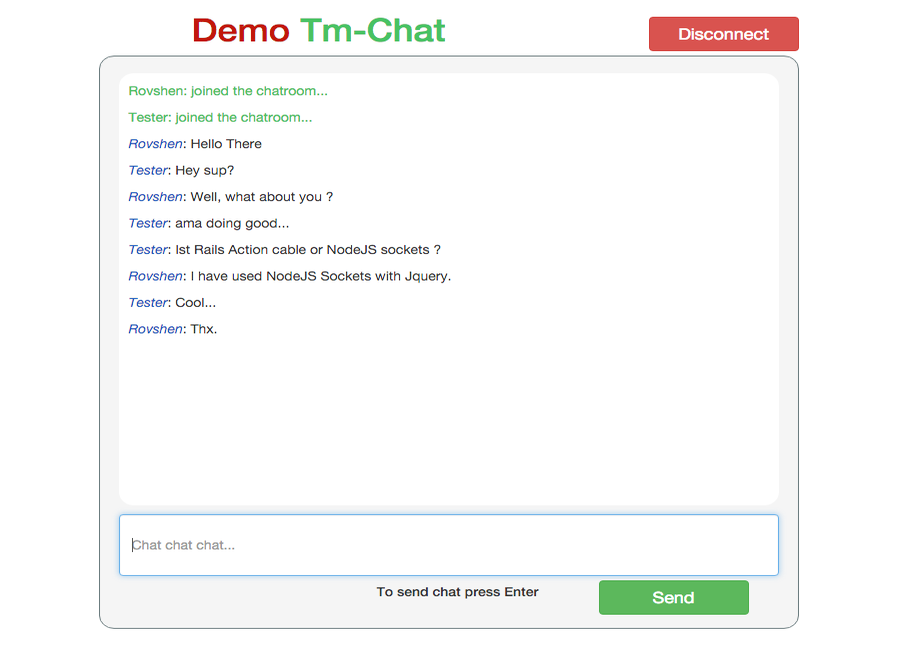 Demo Tm-Chat
Disconnect
Rovshen: joined the chatroom...
Tester: joined the chatroom...
Rovshen: Hello There
Tester: Hey sup?
Rovshen: Well, what about you ?
Tester: ama doing good...
Tester: Ist Rails Action cable or NodeJS sockets ?
Rovshen: I have used NodeJS Sockets with Jquery.
Tester: Cool...
Rovshen: Thx.
Chat chat chat...
To send chat press Enter
Send